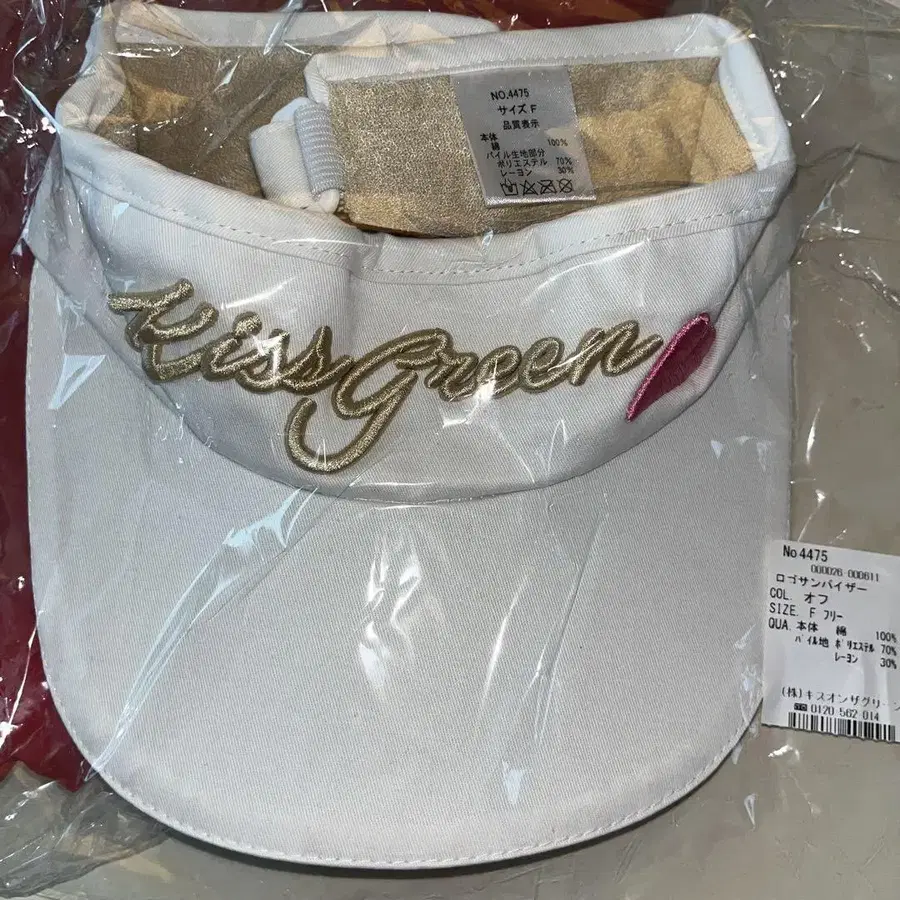 NO.4475
サイズ F
品質表示
本体
綿 100%
パイル生地部分
ポリエステル 70%
レーヨン 30%
Kiss Green
No 4475
000026-000611
ロゴサンバイザー
COL. オフ
SIZE. F フリー
QUA. 本体 綿 100%
パイル地 ポリエステル 70%
レーヨン 30%
(株)キスオンザグリーン
0120 562 014